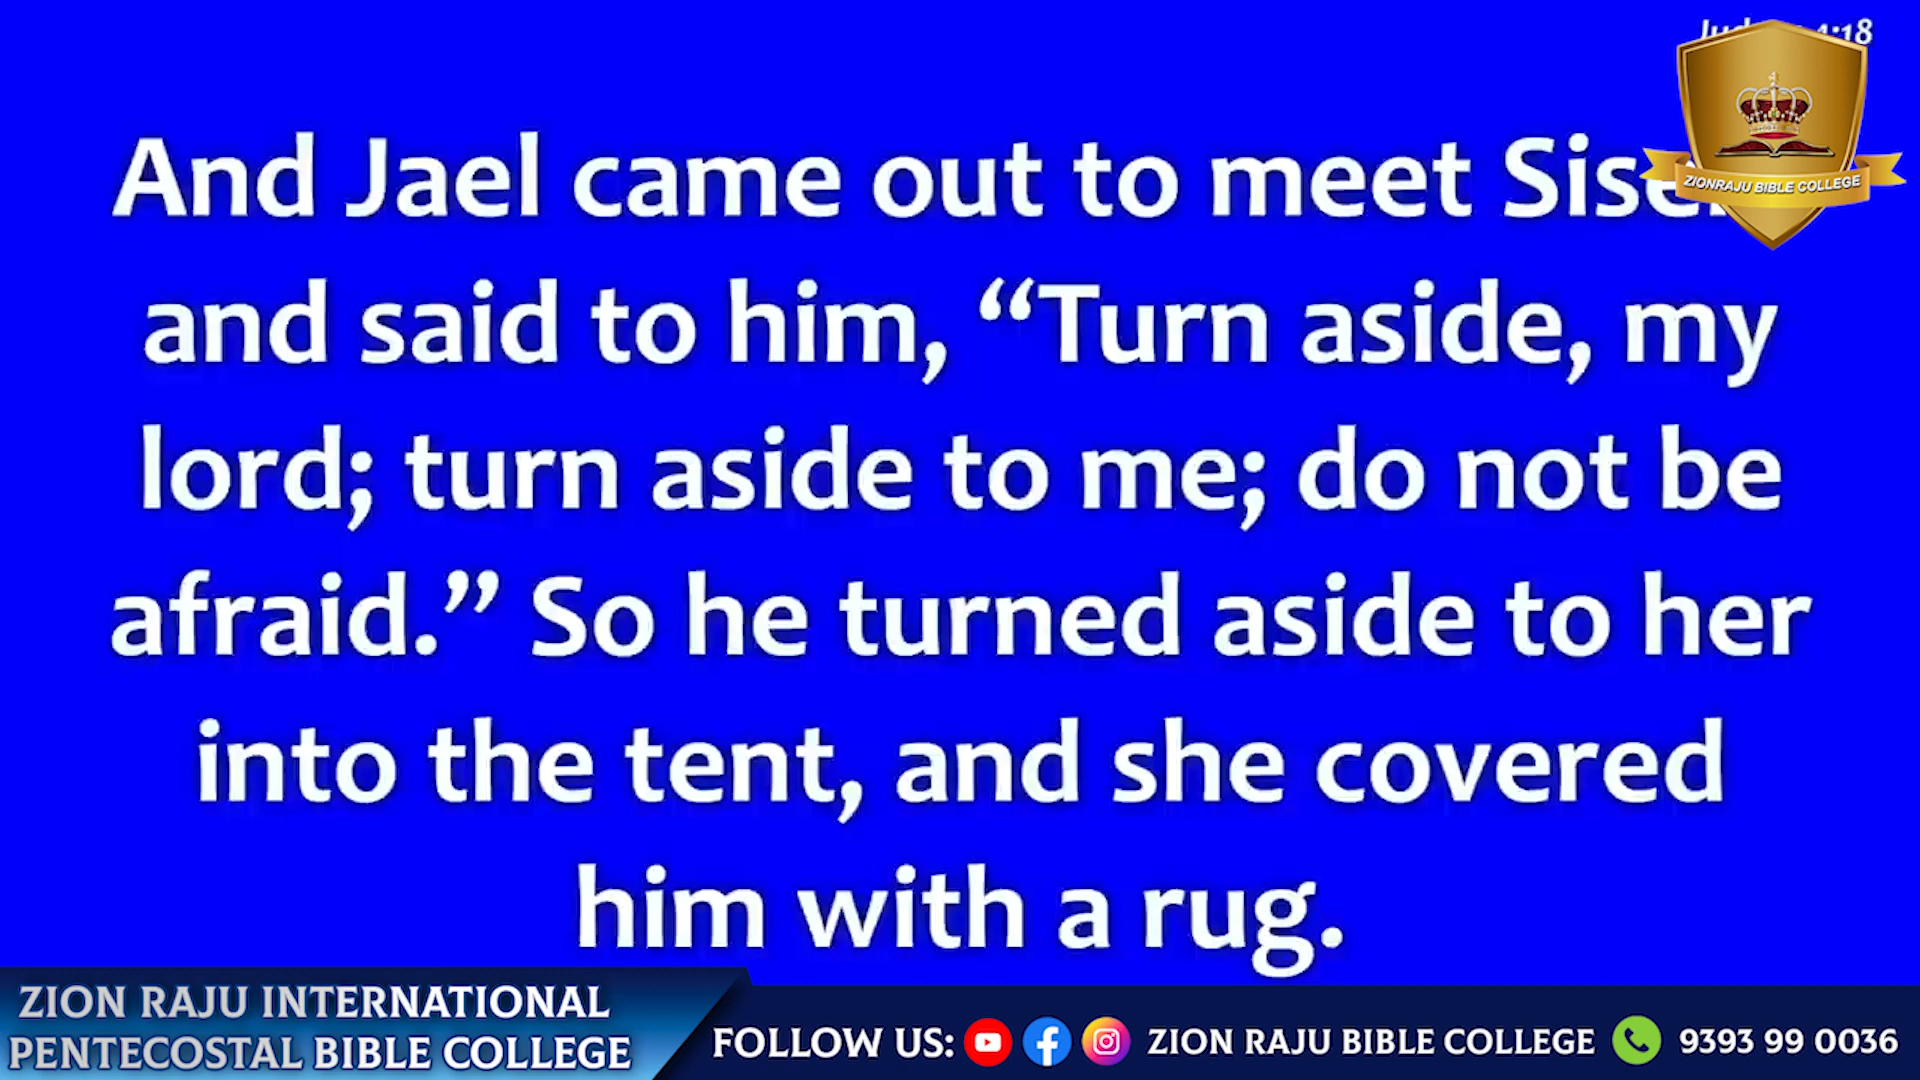 4:18
And Jael came out to meet
and said to him, “Turn aside, my
lord; turn aside to me; do not be
afraid.” So he turned aside to her
into the tent, and she covered
him with a rug.
ZIONRAJU BIBLE COLLEGE
ZION RAJU INTERNATIONAL
PENTECOSTAL BIBLE COLLEGE
FOLLOW US: ZION RAJU BIBLE COLLEGE 9393 99 0036